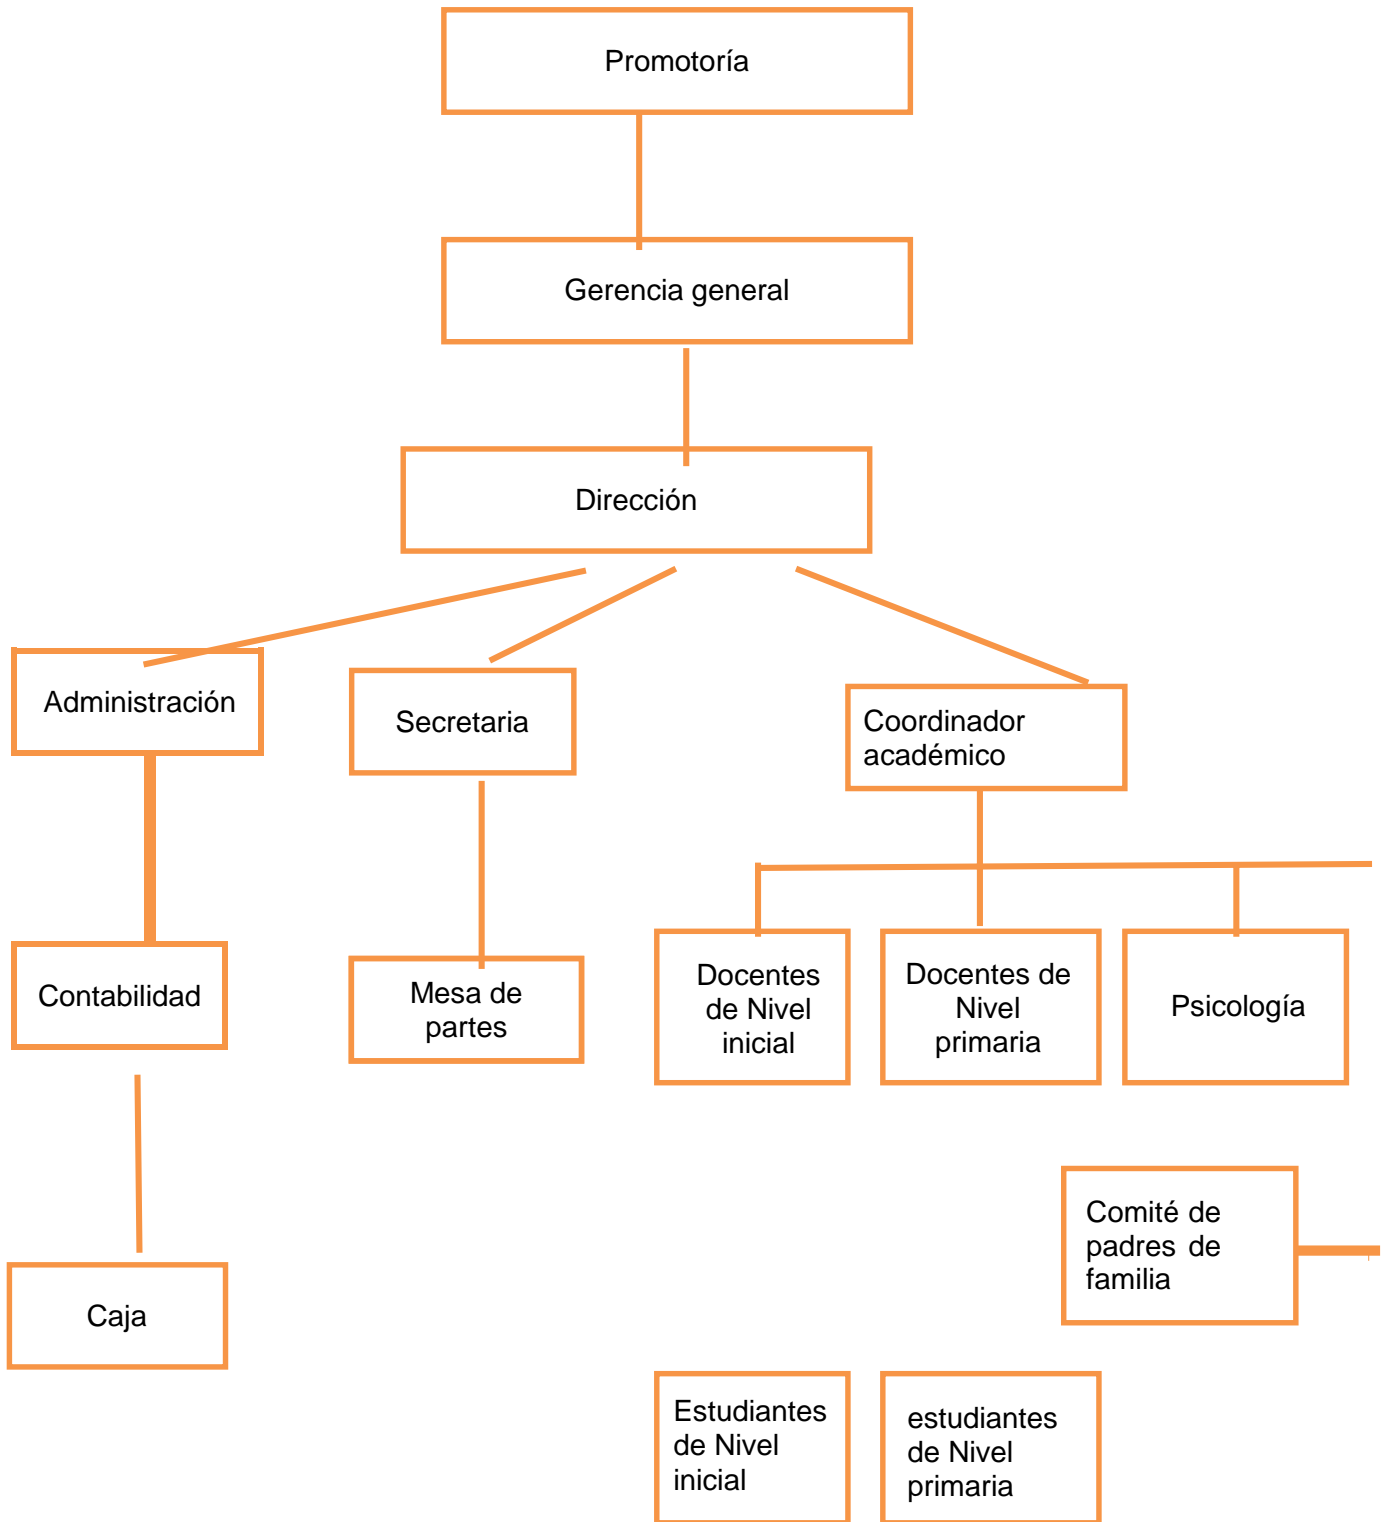 Promotoría
Gerencia general
Dirección
Administración
Secretaria
Coordinador
académico
Contabilidad
Mesa de
partes
Docentes
de Nivel
inicial
Docentes de
Nivel
primaria
Psicología
Comité de
padres de
familia
Caja
Estudiantes
de Nivel
inicial
estudiantes
de Nivel
primaria